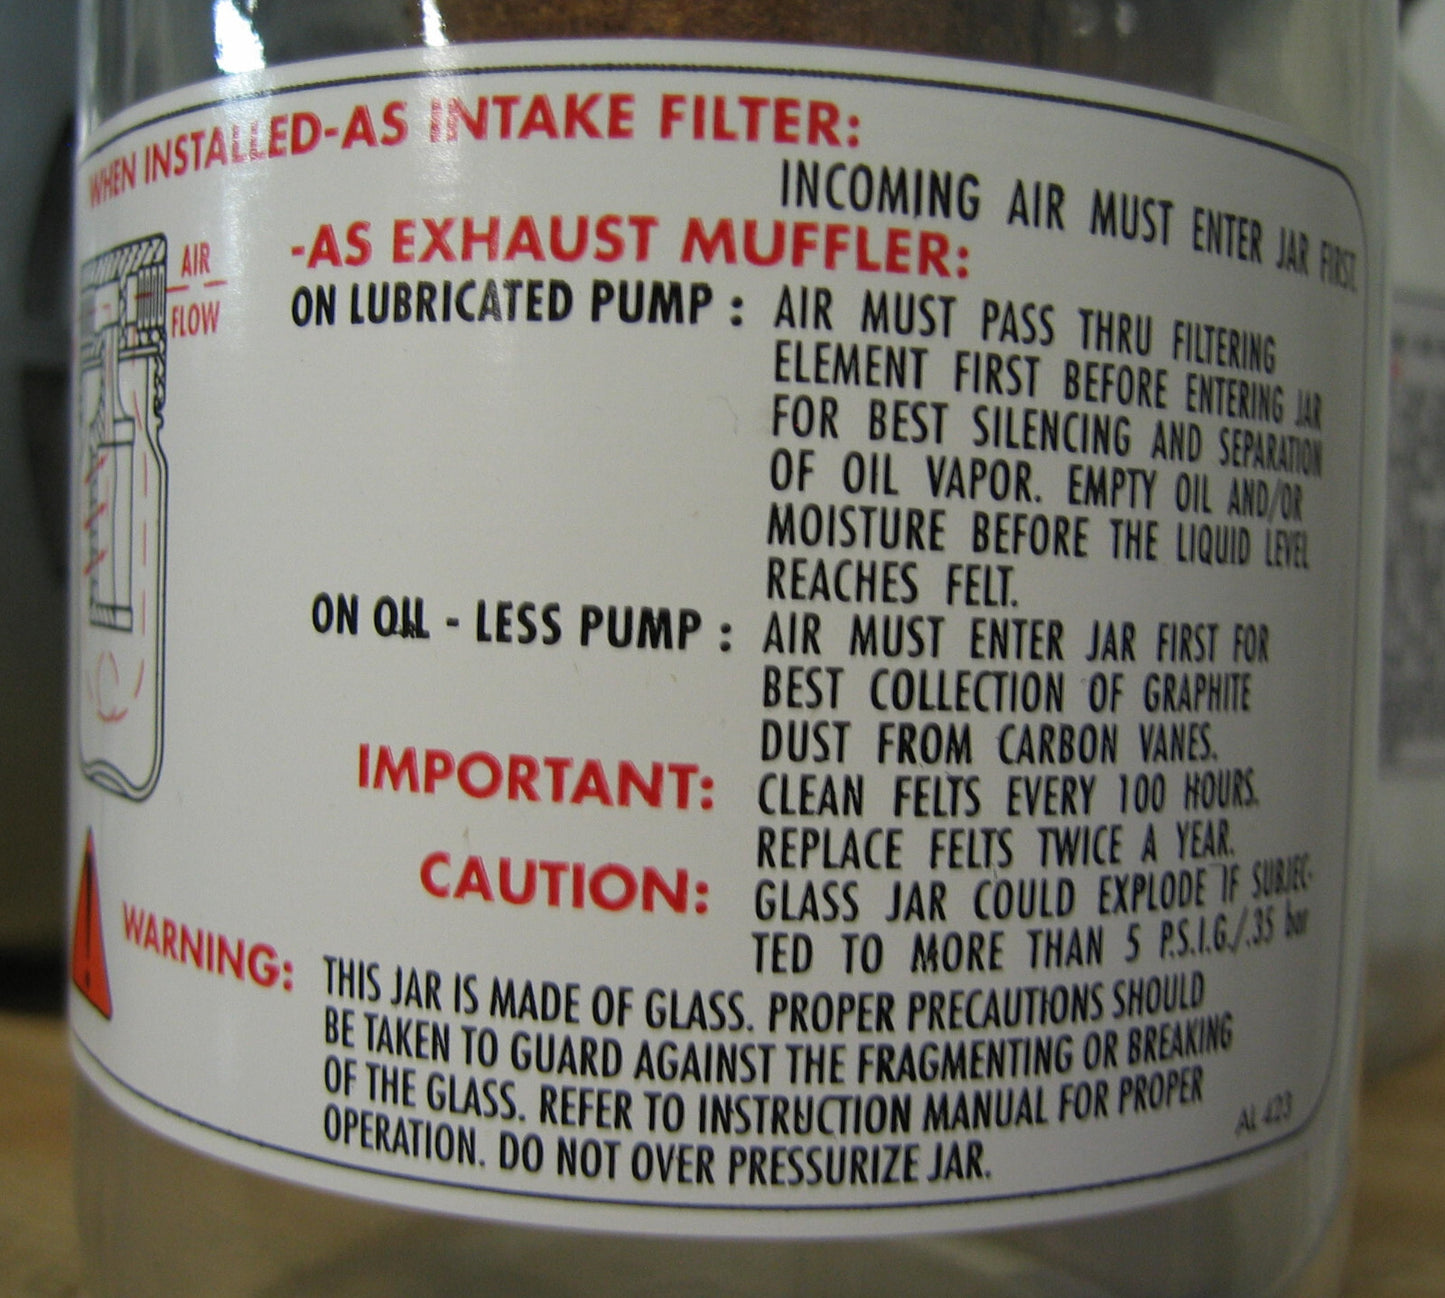 WHEN INSTALLED-AS INTAKE FILTER:
INCOMING AIR MUST ENTER JAR FIRST.
AIR
FLOW
-AS EXHAUST MUFFLER:
ON LUBRICATED PUMP : AIR MUST PASS THRU FILTERING
ELEMENT FIRST BEFORE ENTERING JAR
FOR BEST SILENCING AND SEPARATION
OF OIL VAPOR. EMPTY OIL AND/OR
MOISTURE BEFORE THE LIQUID LEVEL
REACHES FELT.
ON OIL - LESS PUMP : AIR MUST ENTER JAR FIRST FOR
BEST COLLECTION OF GRAPHITE
DUST FROM CARBON VANES.
IMPORTANT: CLEAN FELTS EVERY 100 HOURS.
REPLACE FELTS TWICE A YEAR.
CAUTION: GLASS JAR COULD EXPLODE IF SUBJEC-
TED TO MORE THAN 5 P.S.I.G./.35 bar
WARNING: THIS JAR IS MADE OF GLASS. PROPER PRECAUTIONS SHOULD
BE TAKEN TO GUARD AGAINST THE FRAGMENTING OR BREAKING
OF THE GLASS. REFER TO INSTRUCTION MANUAL FOR PROPER
OPERATION. DO NOT OVER PRESSURIZE JAR.
AL 423